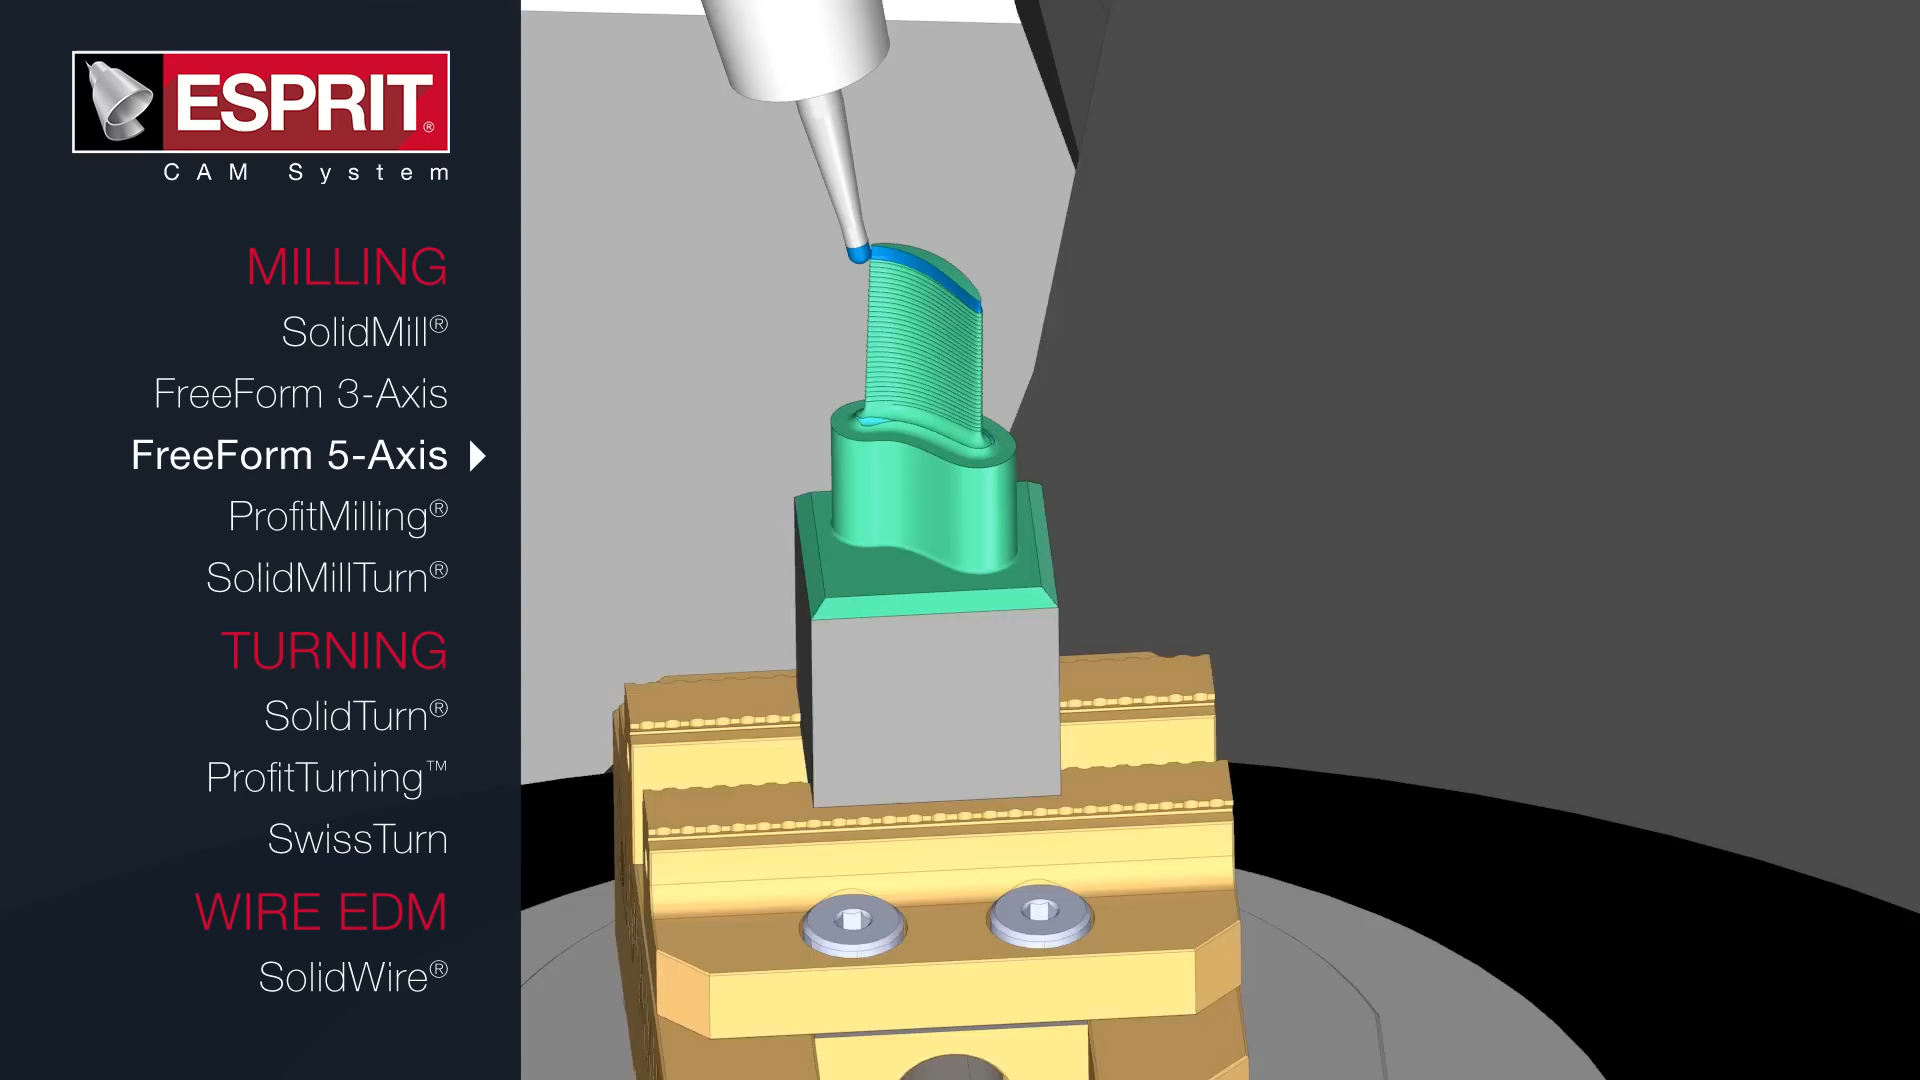 ESPRIT®
CAM System
MILLING
SolidMill®
FreeForm 3-Axis
FreeForm 5-Axis
ProfitMilling®
SolidMillTurn®
TURNING
SolidTurn®
ProfitTurning™
SwissTurn
WIRE EDM
SolidWire®